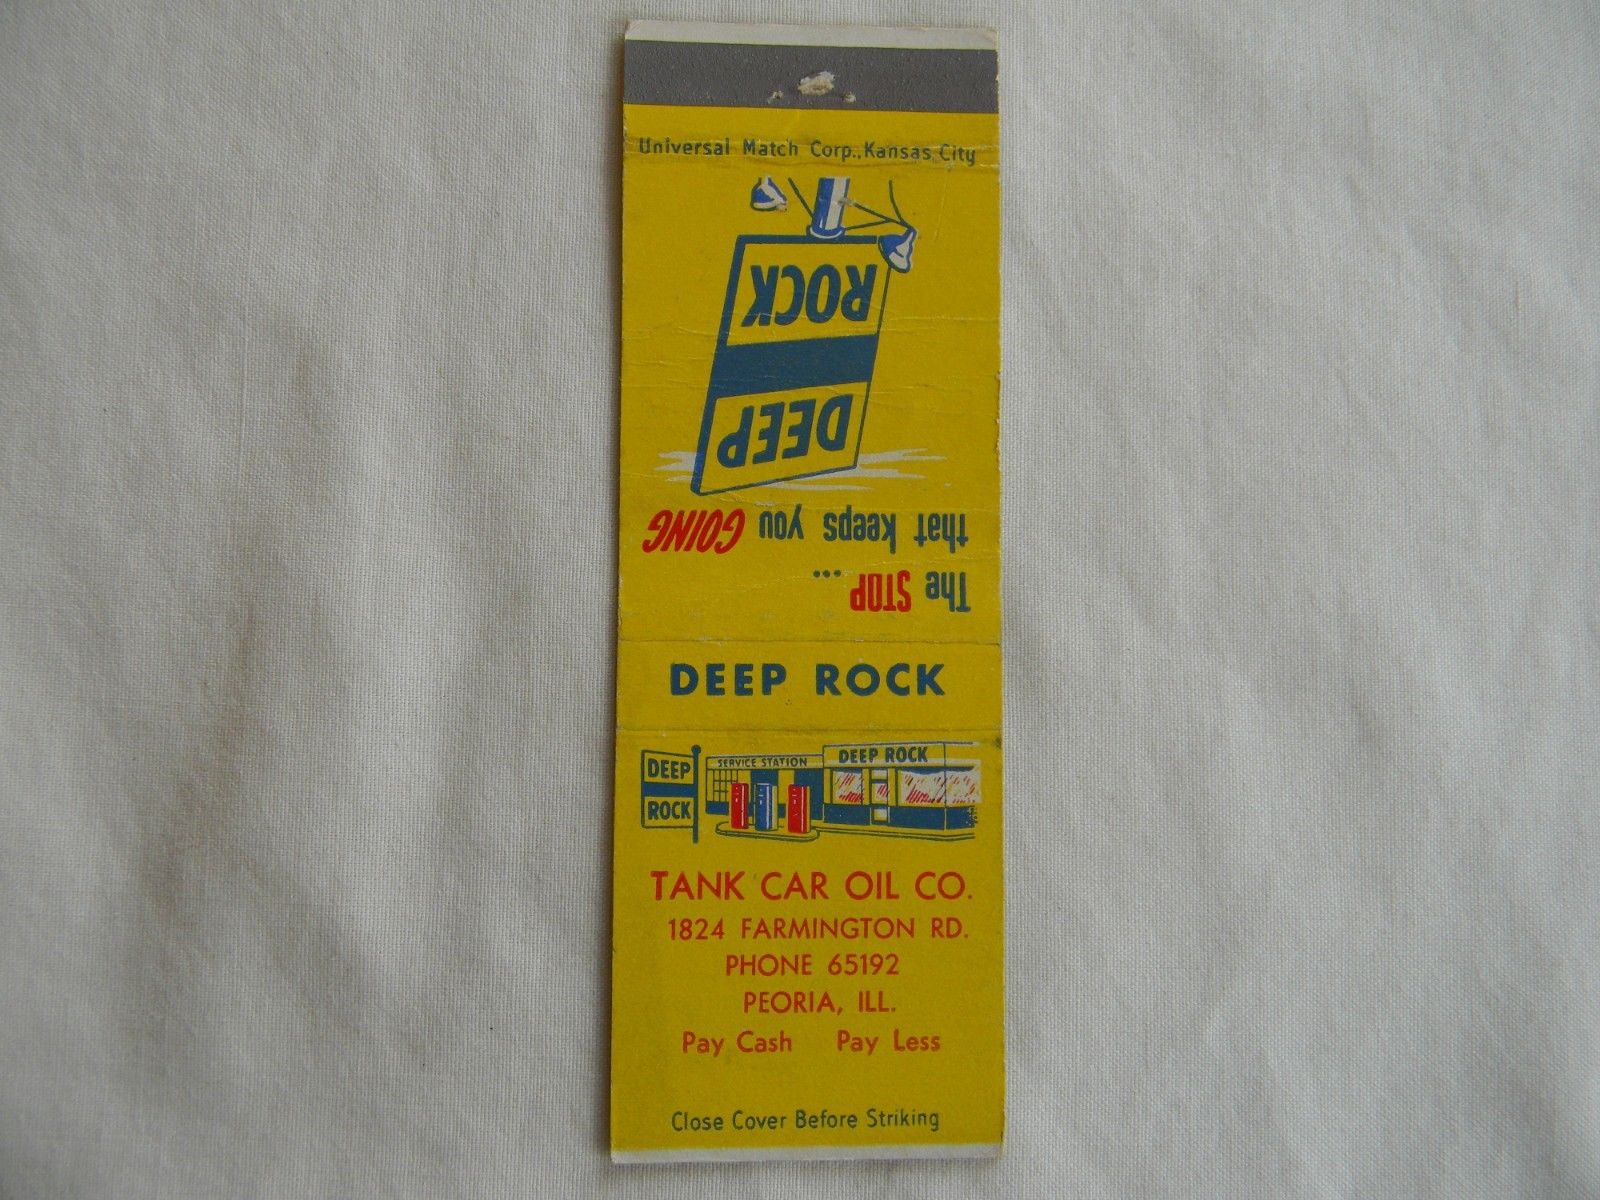 Universal Match Corp., Kansas City
The STOP...
that keeps you GOING
DEEP
ROCK
DEEP ROCK
DEEP
ROCK
SERVICE STATION
DEEP ROCK
TANK CAR OIL CO.
1824 FARMINGTON RD.
PHONE 65192
PEORIA, ILL.
Pay Cash Pay Less
Close Cover Before Striking